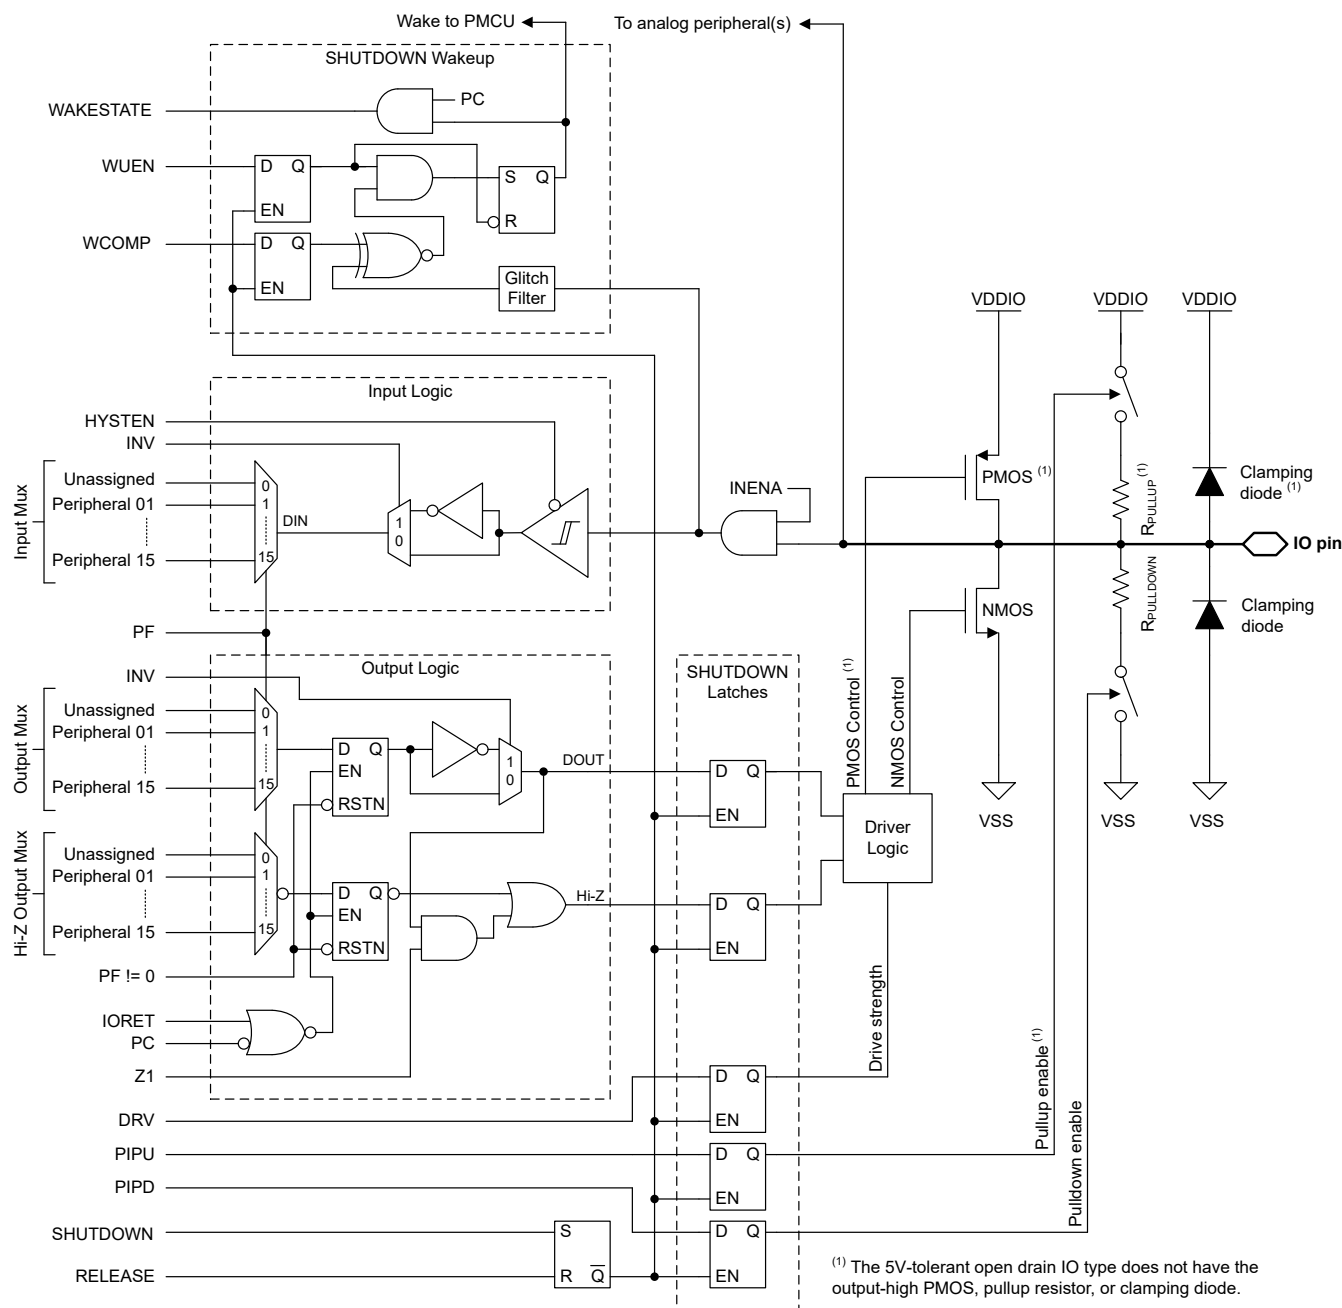 Wake to PMCU
To analog peripheral(s)
SHUTDOWN Wakeup
WAKESTATE
PC
WUEN
D Q
EN
S Q
R
WCOMP
D Q
EN
Glitch
Filter
VDDIO
VDDIO
VDDIO
Input Logic
HYSTEN
INV
Input Mux
Unassigned
Peripheral 01
Peripheral 15
0
1
15
DIN
1
0
INENA
PMOS (1)
RPULLUP (1)
Clamping
diode (1)
IO pin
NMOS
RPULLDOWN
Clamping
diode
PF
INV
Output Logic
SHUTDOWN
Latches
PMOS Control (1)
NMOS Control
Output Mux
Unassigned
Peripheral 01
Peripheral 15
0
1
15
D Q
EN
RSTN
1
0
DOUT
D Q
EN
Driver
Logic
VSS
VSS
VSS
Hi-Z Output Mux
Unassigned
Peripheral 01
Peripheral 15
0
1
15
D Q
EN
RSTN
Hi-Z
D Q
EN
PF != 0
IORET
PC
Z1
Drive strength
D Q
EN
DRV
Pullup enable (1)
Pulldown enable
PIPU
D Q
EN
PIPD
SHUTDOWN
S
D Q
RELEASE
R Q̅
EN
(1) The 5V-tolerant open drain IO type does not have the
output-high PMOS, pullup resistor, or clamping diode.